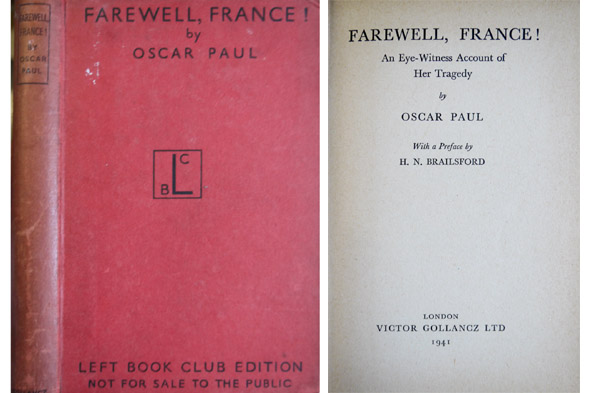 FAREWELL,
FRANCE!
BY
OSCAR
PAUL
FAREWELL, FRANCE!
by
OSCAR PAUL
L
B C
LEFT BOOK CLUB EDITION
NOT FOR SALE TO THE PUBLIC
FAREWELL, FRANCE!
An Eye-Witness Account of
Her Tragedy
by
OSCAR PAUL
With a Preface by
H. N. BRAILSFORD
LONDON
VICTOR GOLLANCZ LTD
1941